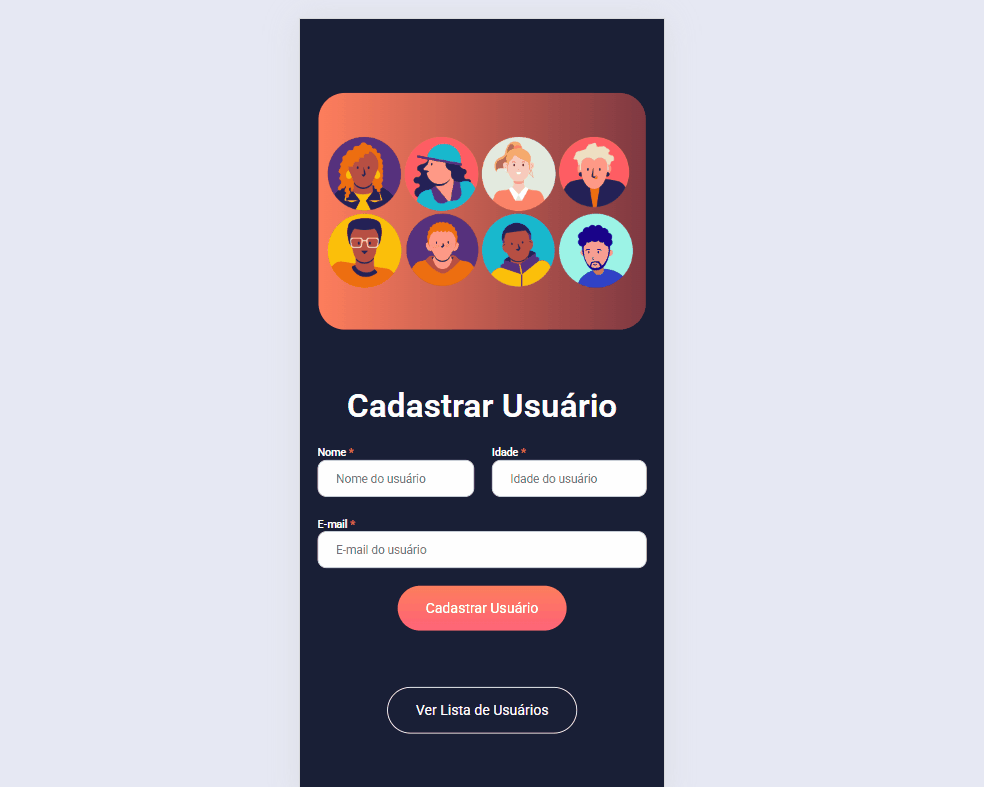 Cadastrar Usuário
Nome *
Idade *
Nome do usuário
Idade do usuário
E-mail *
E-mail do usuário
Cadastrar Usuário
Ver Lista de Usuários